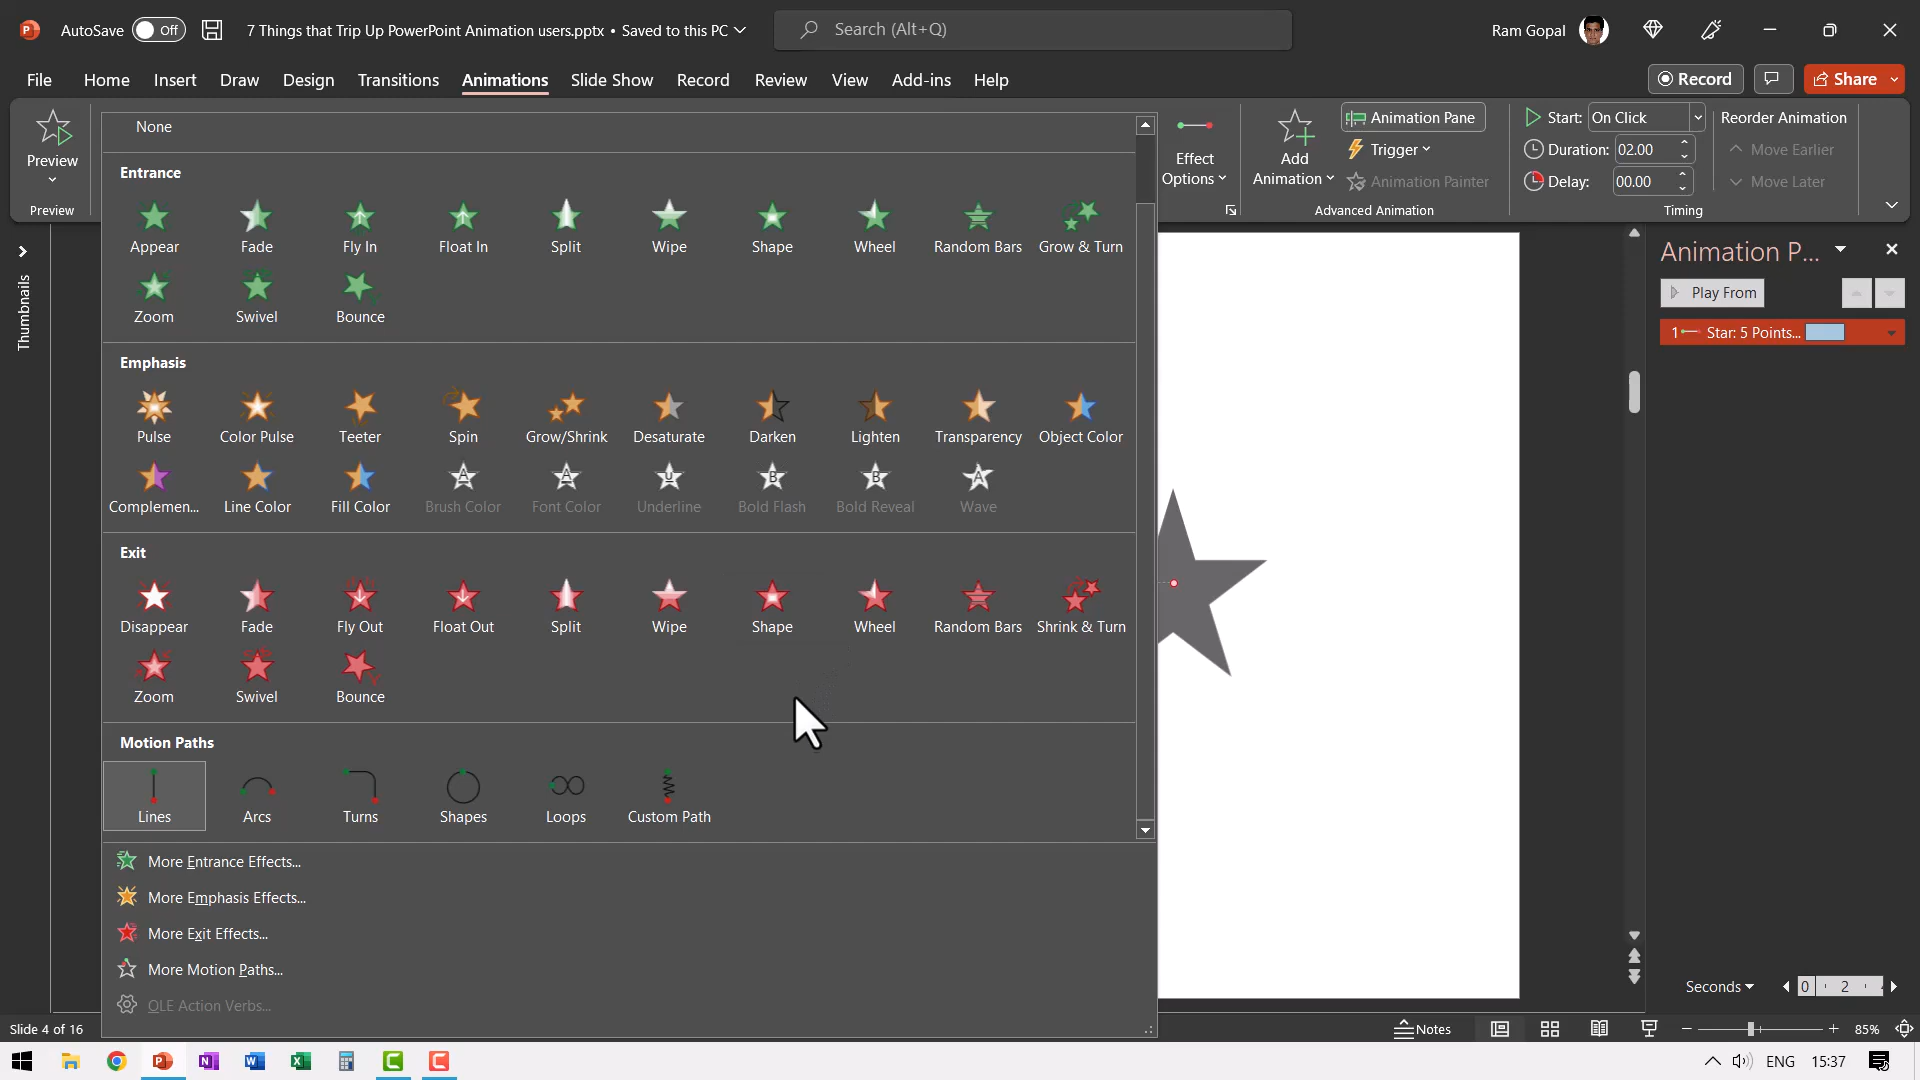 AutoSave Off 7 Things that Trip Up PowerPoint Animation users.pptx • Saved to this PC Search (Alt+Q) Ram Gopal
File Home Insert Draw Design Transitions Animations Slide Show Record Review View Add-ins Help Record Share
Preview
Preview
None
Entrance
Appear Fade Fly In Float In Split Wipe Shape Wheel Random Bars Grow & Turn
Zoom Swivel Bounce
Emphasis
Pulse Color Pulse Teeter Spin Grow/Shrink Desaturate Darken Lighten Transparency Object Color
Complemen... Line Color Fill Color Brush Color Font Color Underline Bold Flash Bold Reveal Wave
Exit
Disappear Fade Fly Out Float Out Split Wipe Shape Wheel Random Bars Shrink & Turn
Zoom Swivel Bounce
Motion Paths
Lines Arcs Turns Shapes Loops Custom Path
More Entrance Effects...
More Emphasis Effects...
More Exit Effects...
More Motion Paths...
OLE Action Verbs...
Effect
Options
Add
Animation
Animation Pane
Trigger
Animation Painter
Advanced Animation
Start: On Click
Duration: 02.00
Delay: 00.00
Timing
Reorder Animation
Move Earlier
Move Later
Thumbnails
Animation P...
Play From
1 Star: 5 Points...
Seconds 0 2
Slide 4 of 16 Notes 85%
ENG 15:37